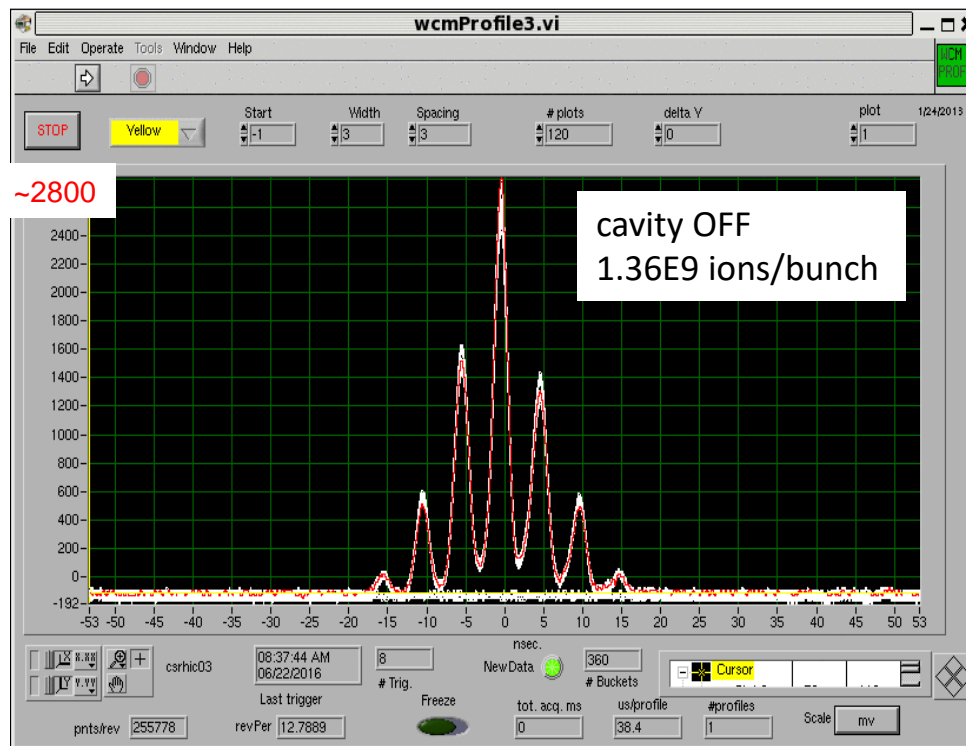 wcmProfile3.vi
File Edit Operate Tools Window Help
WCM
PROF
Start Width Spacing # plots delta Y plot 1/24/2013
STOP Yellow -1 3 3 120 0 1
~2800
cavity OFF
1.36E9 ions/bunch
2400
2200
2000
1800
1600
1400
1200
1000
800
600
400
200
0
-192
-53 -50 -45 -40 -35 -30 -25 -20 -15 -10 -5 0 5 10 15 20 25 30 35 40 45 50 53
nsec.
X X.XX
Y Y.YY
csrhic03
08:37:44 AM
06/22/2016
Last trigger
8
# Trig.
NewData
360
# Buckets
Cursor
Freeze
pnts/rev 255778
revPer 12.7889
tot. acq. ms
0
us/profile
38.4
#profiles
1
Scale mv